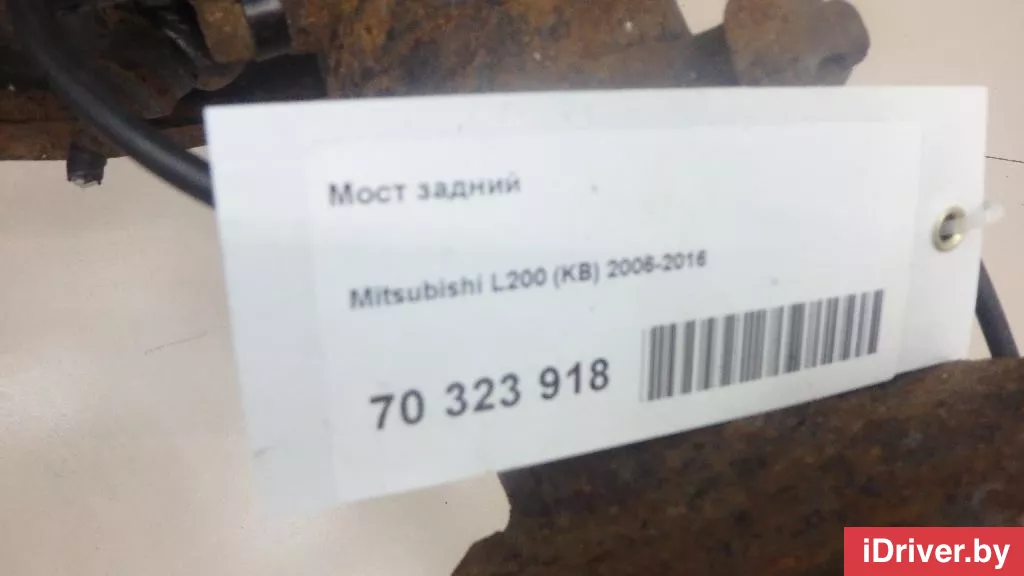 Мост задний
Mitsubishi L200 (KB) 2006-2016
70 323 918
iDriver.by